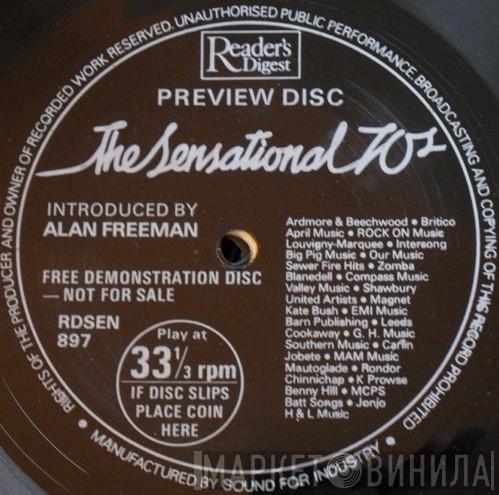 RIGHTS OF THE PRODUCER AND OWNER OF RECORDED WORK RESERVED. UNAUTHORISED PUBLIC PERFORMANCE, BROADCASTING AND COPYING OF THIS RECORD PROHIBITED
Reader's
Digest
PREVIEW DISC
The Sensational 70s
INTRODUCED BY
ALAN FREEMAN
FREE DEMONSTRATION DISC
— NOT FOR SALE
RDSEN
897
Play at
33 1/3 rpm
IF DISC SLIPS
PLACE COIN
HERE
Ardmore & Beechwood • Britico
April Music • ROCK ON Music
Louvigny-Marquee • Intersong
Big Pig Music • Our Music
Sewer Fire Hits • Zomba
Blanedell • Compass Music
Valley Music • Shawbury
United Artists • Magnet
Kate Bush • EMI Music
Barn Publishing • Leeds
Cookaway • G. H. Music
Southern Music • Carlin
Jobete • MAM Music
Mautoglade • Rondor
Chinnichap • K Prowse
Benny Hill • MCPS
Batt Songs • Jonjo
H & L Music
• MANUFACTURED BY SOUND FOR INDUSTRY •
МАРКЕТ ВИНИЛА